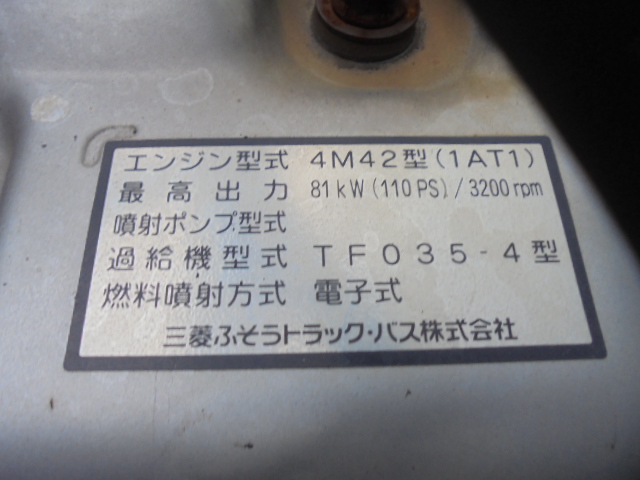 エンジン型式 4M42型(1AT1)
最高出力 81kW(110PS)/3200rpm
噴射ポンプ型式
過給機型式 TF035-4型
燃料噴射方式 電子式
三菱ふそうトラック・バス株式会社